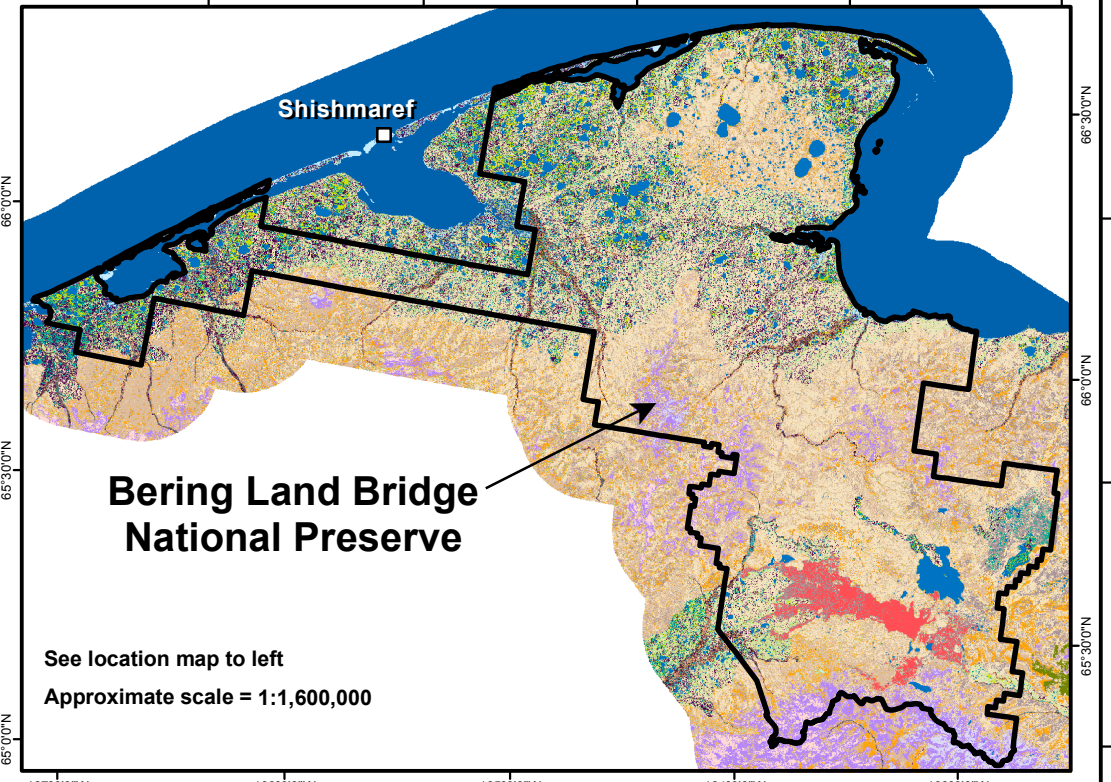 Shishmaref
Bering Land Bridge
National Preserve
See location map to left
Approximate scale = 1:1,600,000
66°0'0"N
65°30'0"N
65°0'0"N
66°30'0"N
66°0'0"N
65°30'0"N